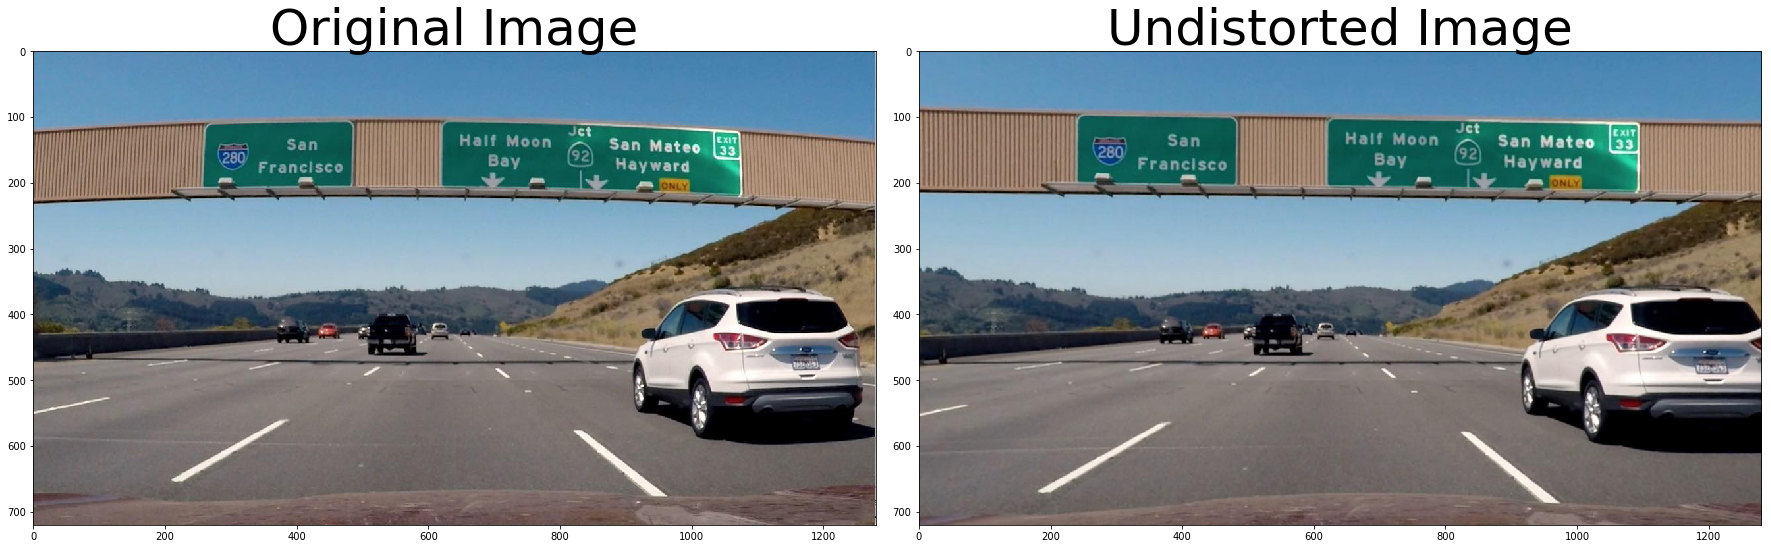 Original Image
0
100
200
300
400
500
600
700
0
200
400
600
800
1000
1200
280
San
Francisco
Half Moon
Bay
Jct
92
San Mateo
Hayward
EXIT
33
ONLY
Undistorted Image
0
100
200
300
400
500
600
700
0
200
400
600
800
1000
1200
280
San
Francisco
Half Moon
Bay
Jct
92
San Mateo
Hayward
EXIT
33
ONLY